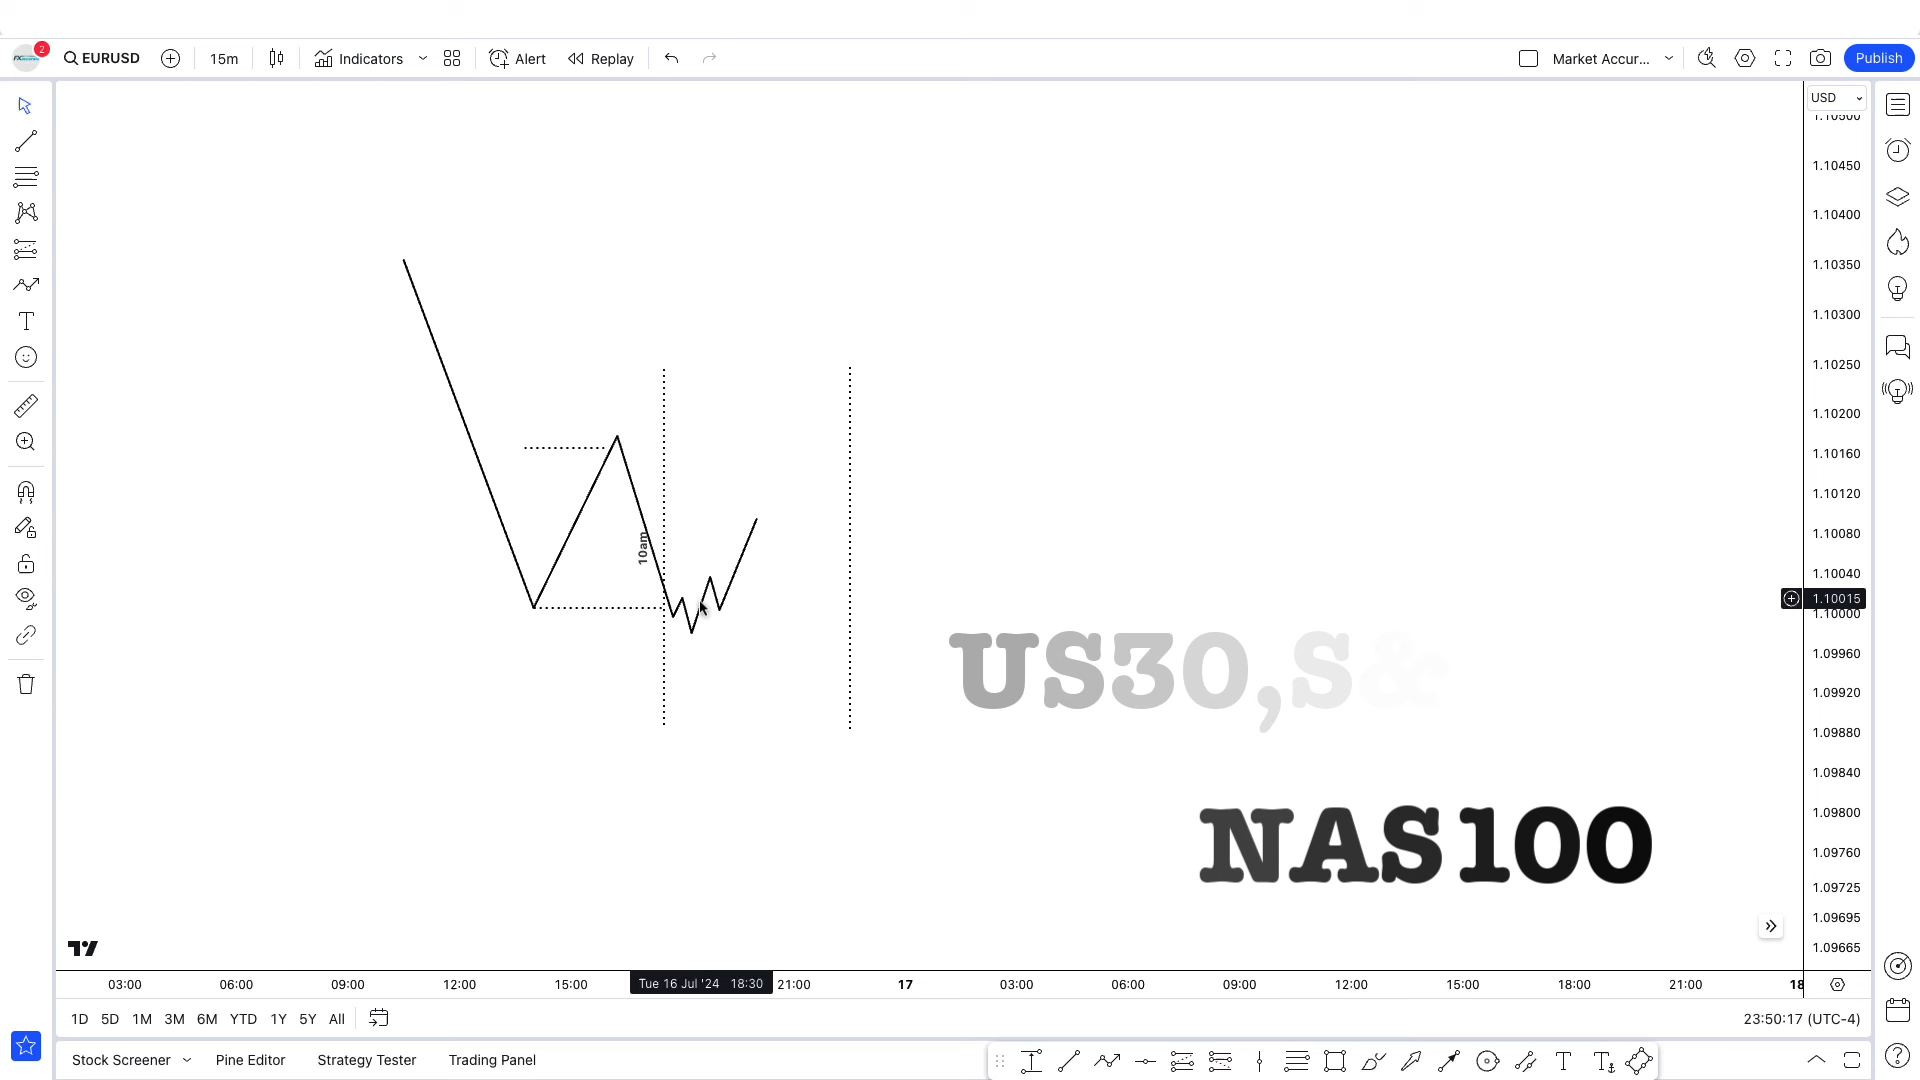 2
EURUSD
15m
Indicators
Alert
Replay
Market Accur...
Publish
USD
1.10500
1.10450
1.10400
1.10350
1.10300
1.10250
1.10200
1.10160
1.10120
1.10080
1.10040
1.10015
1.10000
1.09960
1.09920
1.09880
1.09840
1.09800
1.09760
1.09725
1.09695
1.09665
10am
US30,S&
NAS100
03:00
06:00
09:00
12:00
15:00
Tue 16 Jul '24 18:30
21:00
17
03:00
06:00
09:00
12:00
15:00
18:00
21:00
18
1D 5D 1M 3M 6M YTD 1Y 5Y All
23:50:17 (UTC-4)
Stock Screener
Pine Editor
Strategy Tester
Trading Panel